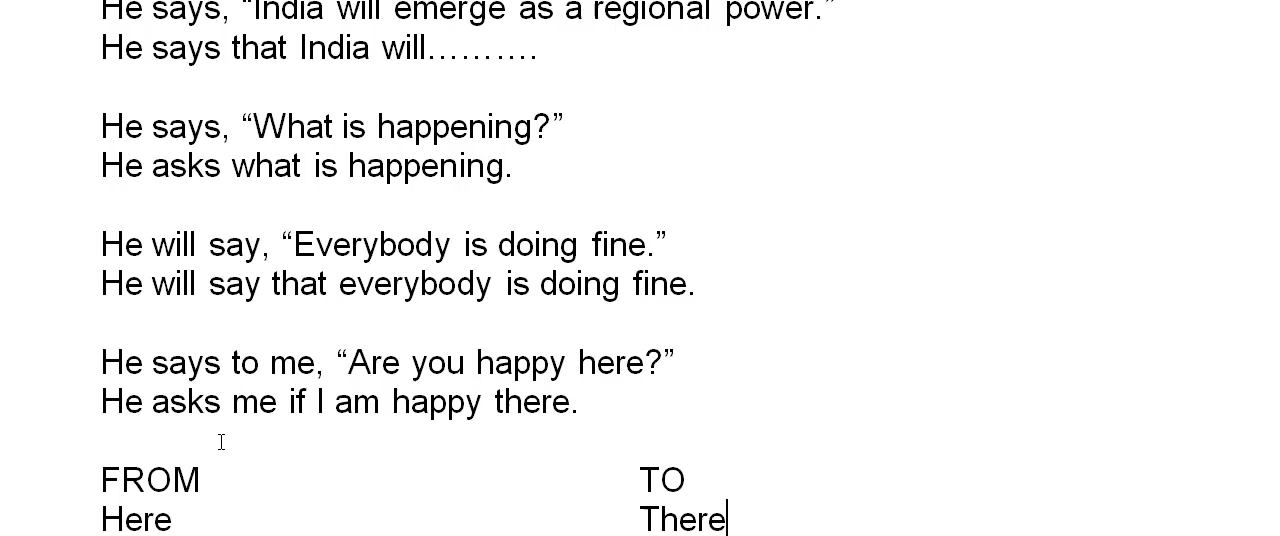 He says, “India will emerge as a regional power.”
He says that India will……….
He says, “What is happening?”
He asks what is happening.
He will say, “Everybody is doing fine.”
He will say that everybody is doing fine.
He says to me, “Are you happy here?”
He asks me if I am happy there.
FROM TO
Here There